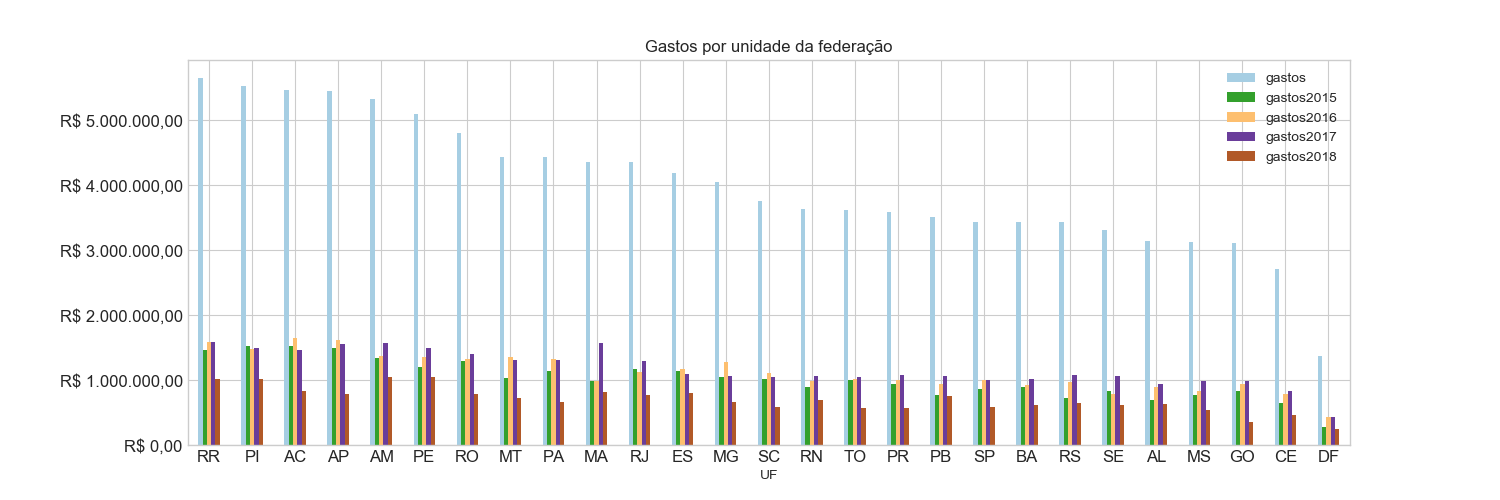 Gastos por unidade da federação
gastos
gastos2015
gastos2016
gastos2017
gastos2018
R$ 5.000.000,00
R$ 4.000.000,00
R$ 3.000.000,00
R$ 2.000.000,00
R$ 1.000.000,00
R$ 0,00
RR PI AC AP AM PE RO MT PA MA RJ ES MG SC RN TO PR PB SP BA RS SE AL MS GO CE DF
UF